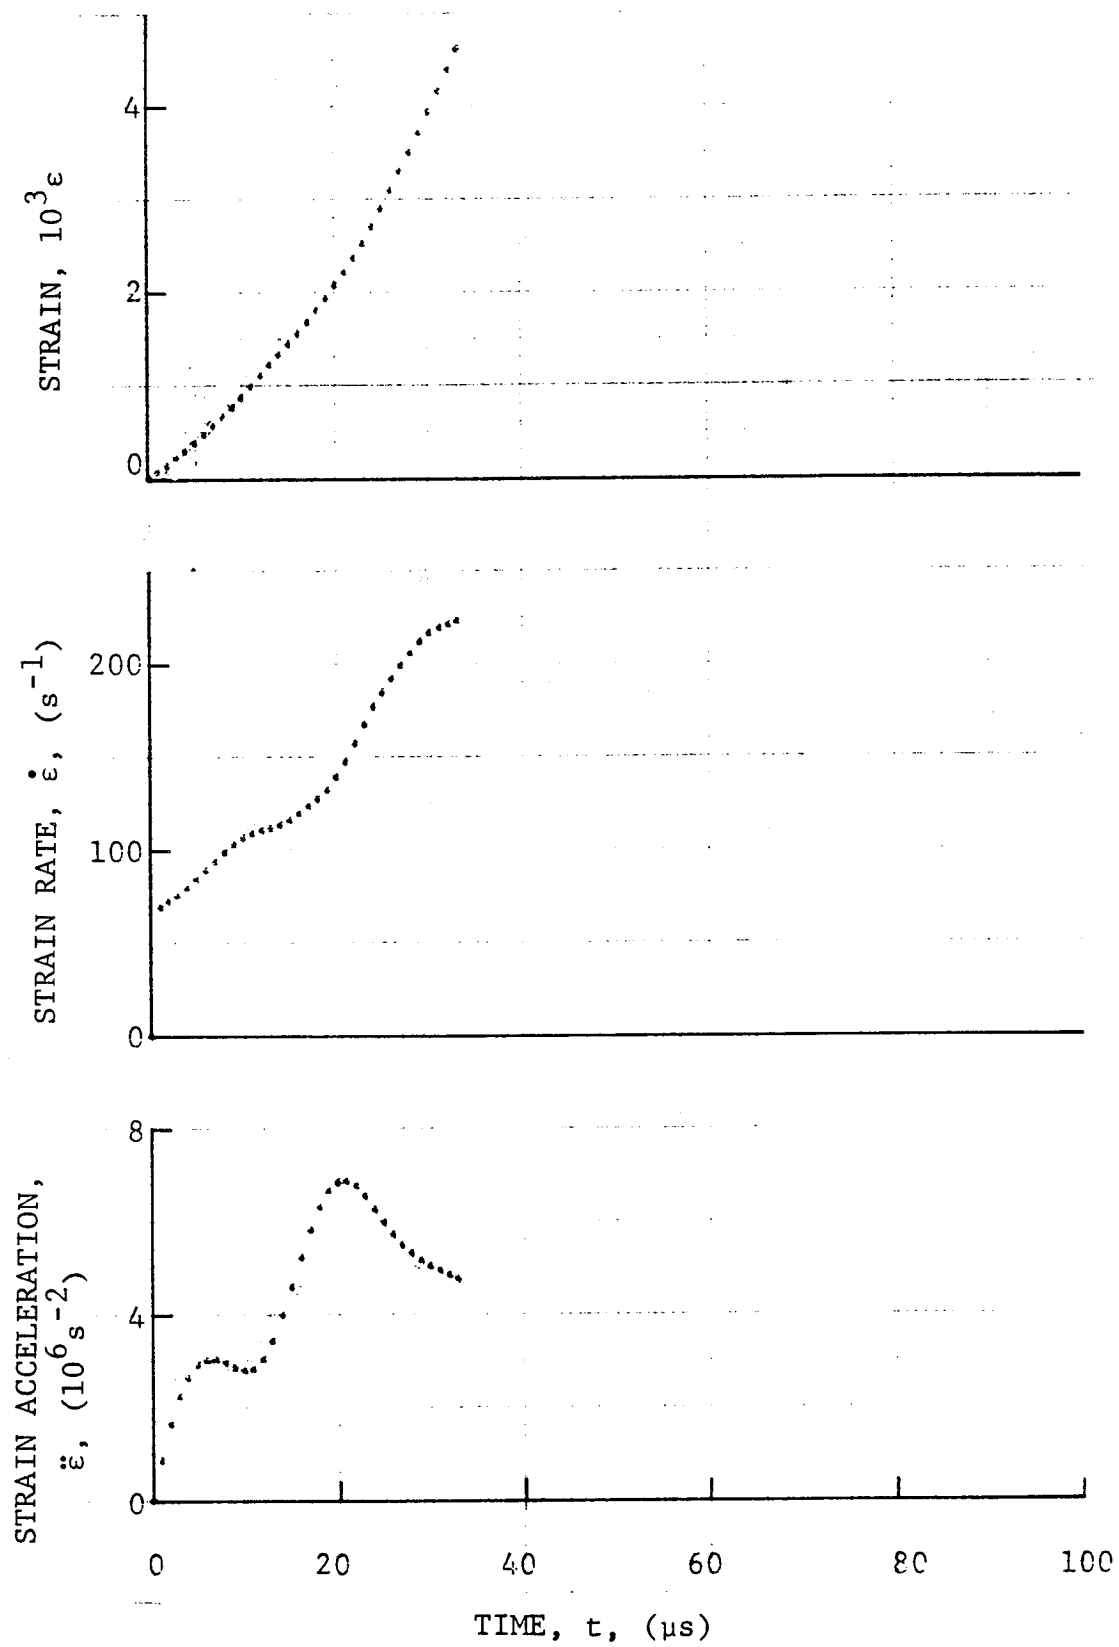 STRAIN, 10³ε
4
2
0
STRAIN RATE, ε̇, (s⁻¹)
200
100
0
STRAIN ACCELERATION,
ε̈, (10⁶s⁻²)
8
4
0
0 20 40 60 80 100
TIME, t, (μs)